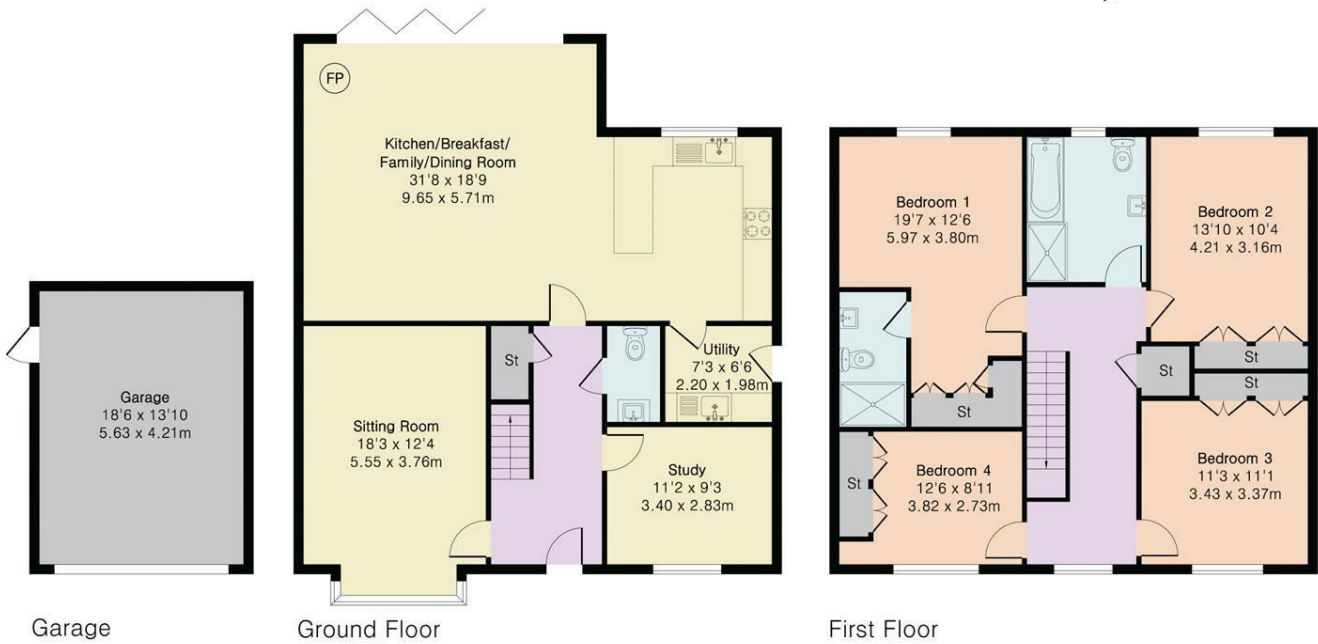 FP
Kitchen/Breakfast/
Family/Dining Room
31'8 x 18'9
9.65 x 5.71m
St
Utility
7'3 x 6'6
2.20 x 1.98m
Sitting Room
18'3 x 12'4
5.55 x 3.76m
Study
11'2 x 9'3
3.40 x 2.83m
Garage
18'6 x 13'10
5.63 x 4.21m
Bedroom 1
19'7 x 12'6
5.97 x 3.80m
Bedroom 2
13'10 x 10'4
4.21 x 3.16m
St
St
St
St
St
Bedroom 4
12'6 x 8'11
3.82 x 2.73m
Bedroom 3
11'3 x 11'1
3.43 x 3.37m
Garage
Ground Floor
First Floor